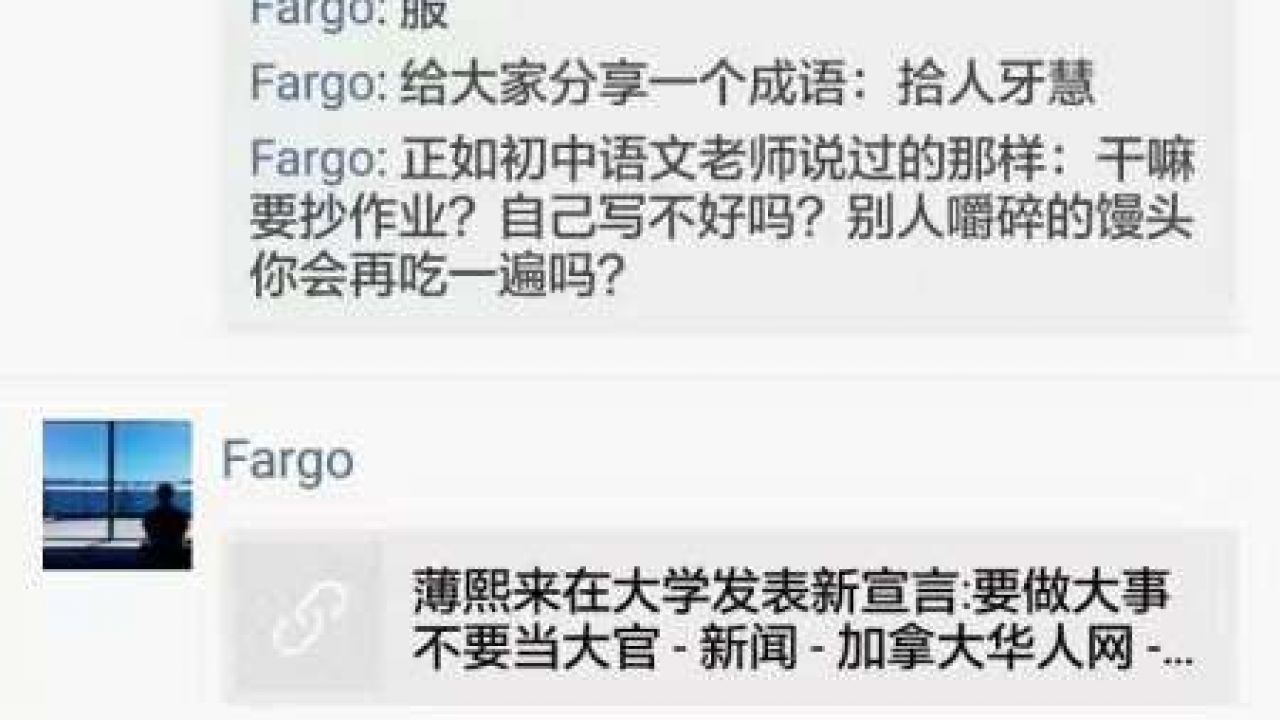 Fargo: 服
Fargo: 给大家分享一个成语：拾人牙慧
Fargo: 正如初中语文老师说过的那样：干嘛
要抄作业？自己写不好吗？别人嚼碎的馒头
你会再吃一遍吗？
Fargo
薄熙来在大学发表新宣言:要做大事
不要当大官 - 新闻 - 加拿大华人网 -...